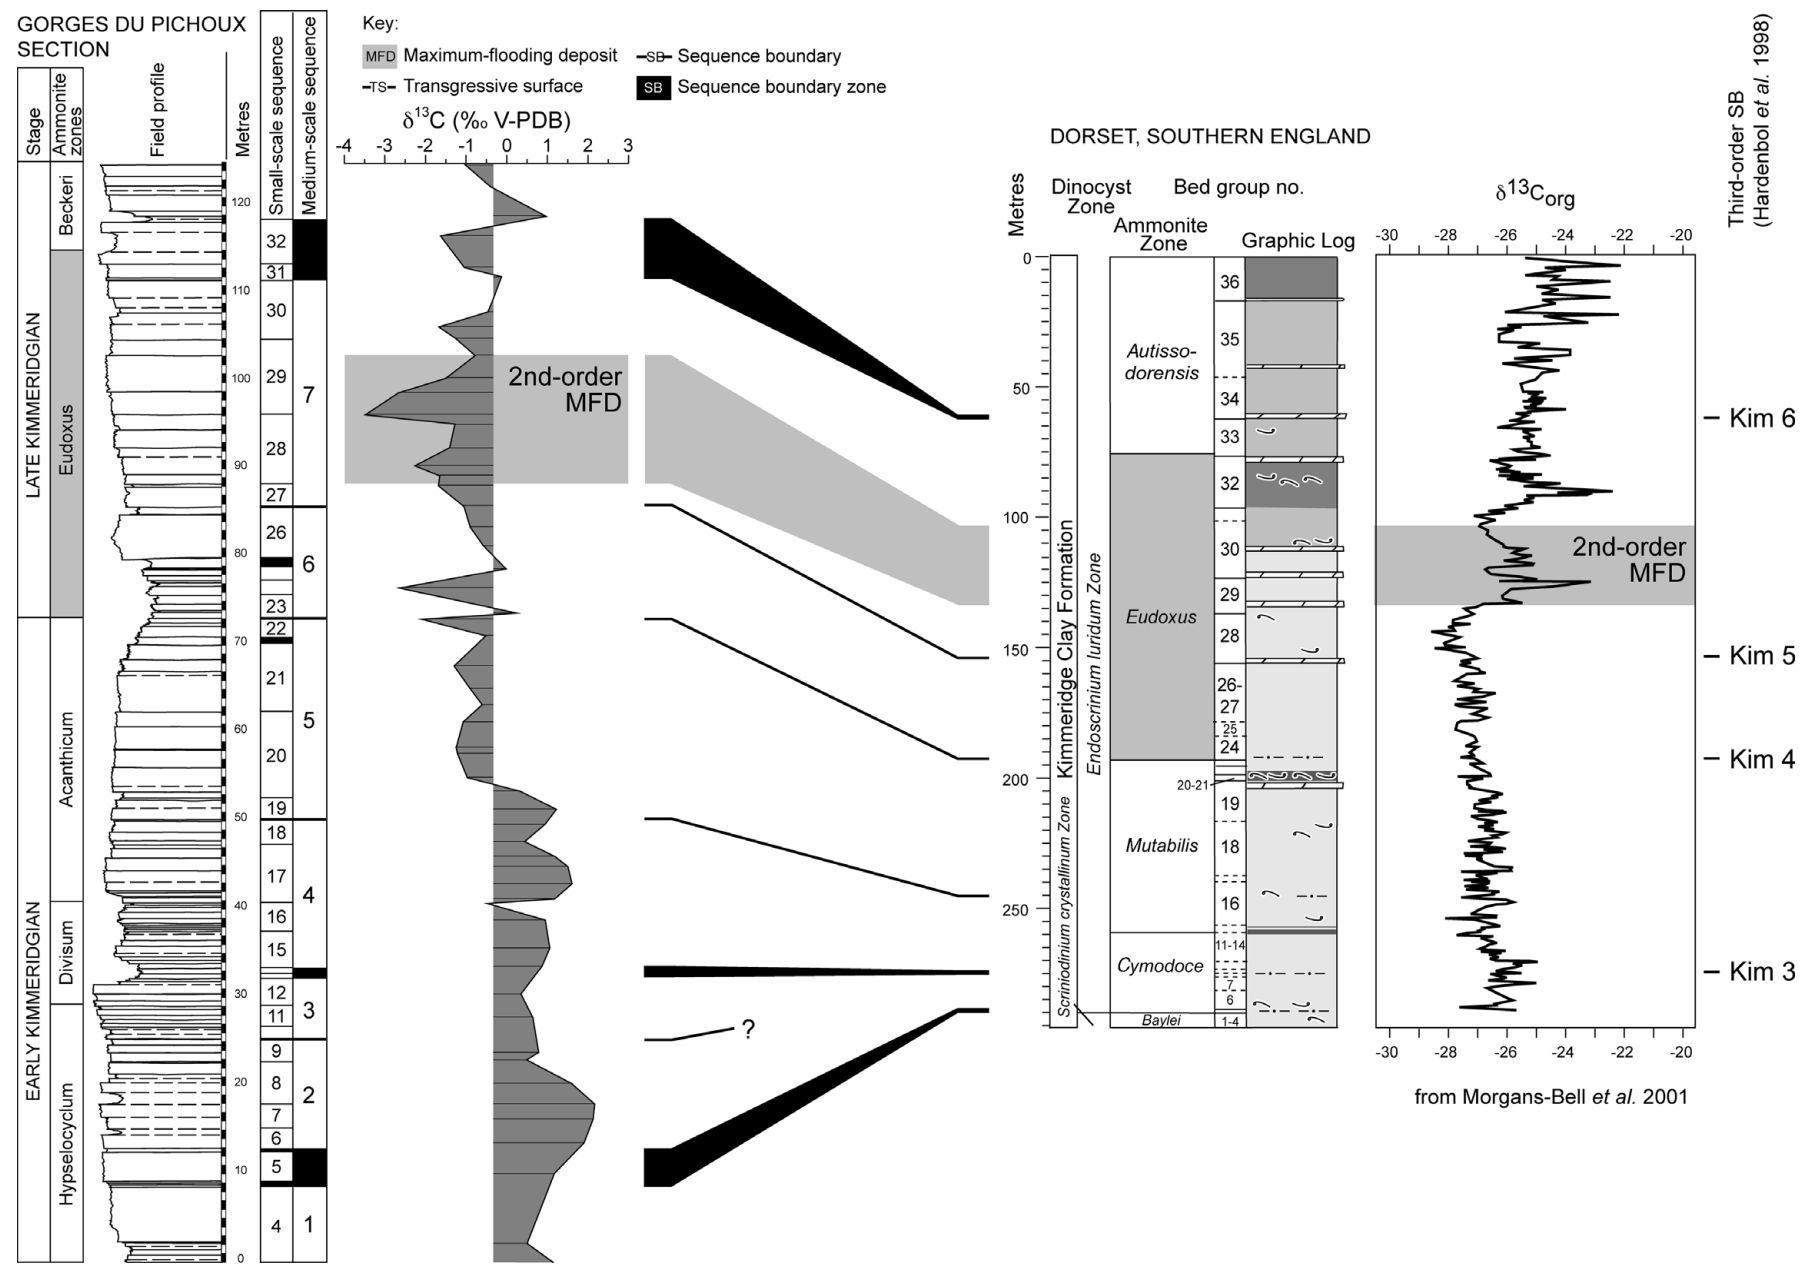 GORGES DU PICHOUX
SECTION
Stage
Ammonite
zones
Field profile
Metres
Small-scale sequence
Medium-scale sequence
Key:
MFD Maximum-flooding deposit
-TS- Transgressive surface
-SB- Sequence boundary
SB Sequence boundary zone
δ13C (‰ V-PDB)
-4 -3 -2 -1 0 1 2 3
LATE KIMMERIDGIAN
EARLY KIMMERIDGIAN
Beckeri
Eudoxus
Acanthicum
Divisum
Hypselocyclum
120
110
100
90
80
70
60
50
40
30
20
10
0
32
31
30
29
28
27
26
23
22
21
20
19
18
17
16
15
12
11
9
8
7
6
5
4
7
6
5
4
3
2
1
2nd-order
MFD
?
DORSET, SOUTHERN ENGLAND
Metres
Dinocyst
Zone
Bed group no.
Ammonite
Zone
Graphic Log
0
50
100
150
200
250
Kimmeridge Clay Formation
Scriniodinium crystallinum Zone
Endoscrinium luridum Zone
Autisso-
dorensis
Eudoxus
Mutabilis
Cymodoce
Baylei
36
35
34
33
32
30
29
28
26-
27
25
24
20-21
19
18
16
11-14
7
6
1-4
δ13Corg
-30 -28 -26 -24 -22 -20
2nd-order
MFD
-30 -28 -26 -24 -22 -20
from Morgans-Bell et al. 2001
Third-order SB
(Hardenbol et al. 1998)
Kim 6
Kim 5
Kim 4
Kim 3